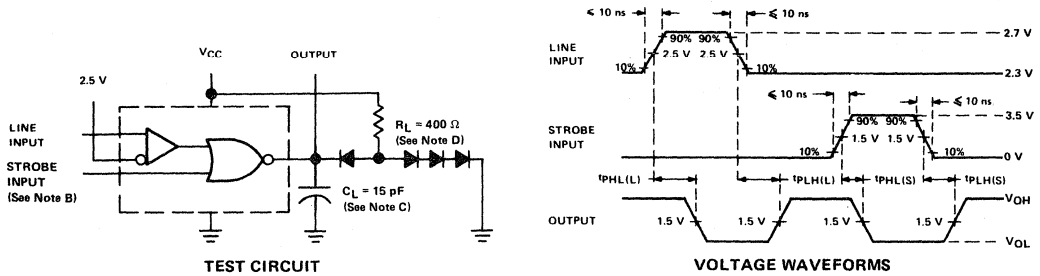 VCC
OUTPUT
2.5 V
LINE
INPUT
STROBE
INPUT
(See Note B)
RL = 400 Ω
(See Note D)
CL = 15 pF
(See Note C)
TEST CIRCUIT
≤ 10 ns
≤ 10 ns
2.7 V
90% 90%
LINE
INPUT
2.5 V 2.5 V
10%
10%
2.3 V
≤ 10 ns
≤ 10 ns
3.5 V
90% 90%
STROBE
INPUT
1.5 V 1.5 V
10%
10%
0 V
tPHL(L)
tPLH(L)
tPHL(S)
tPLH(S)
VOH
OUTPUT
1.5 V
1.5 V
1.5 V
1.5 V
VOL
VOLTAGE WAVEFORMS